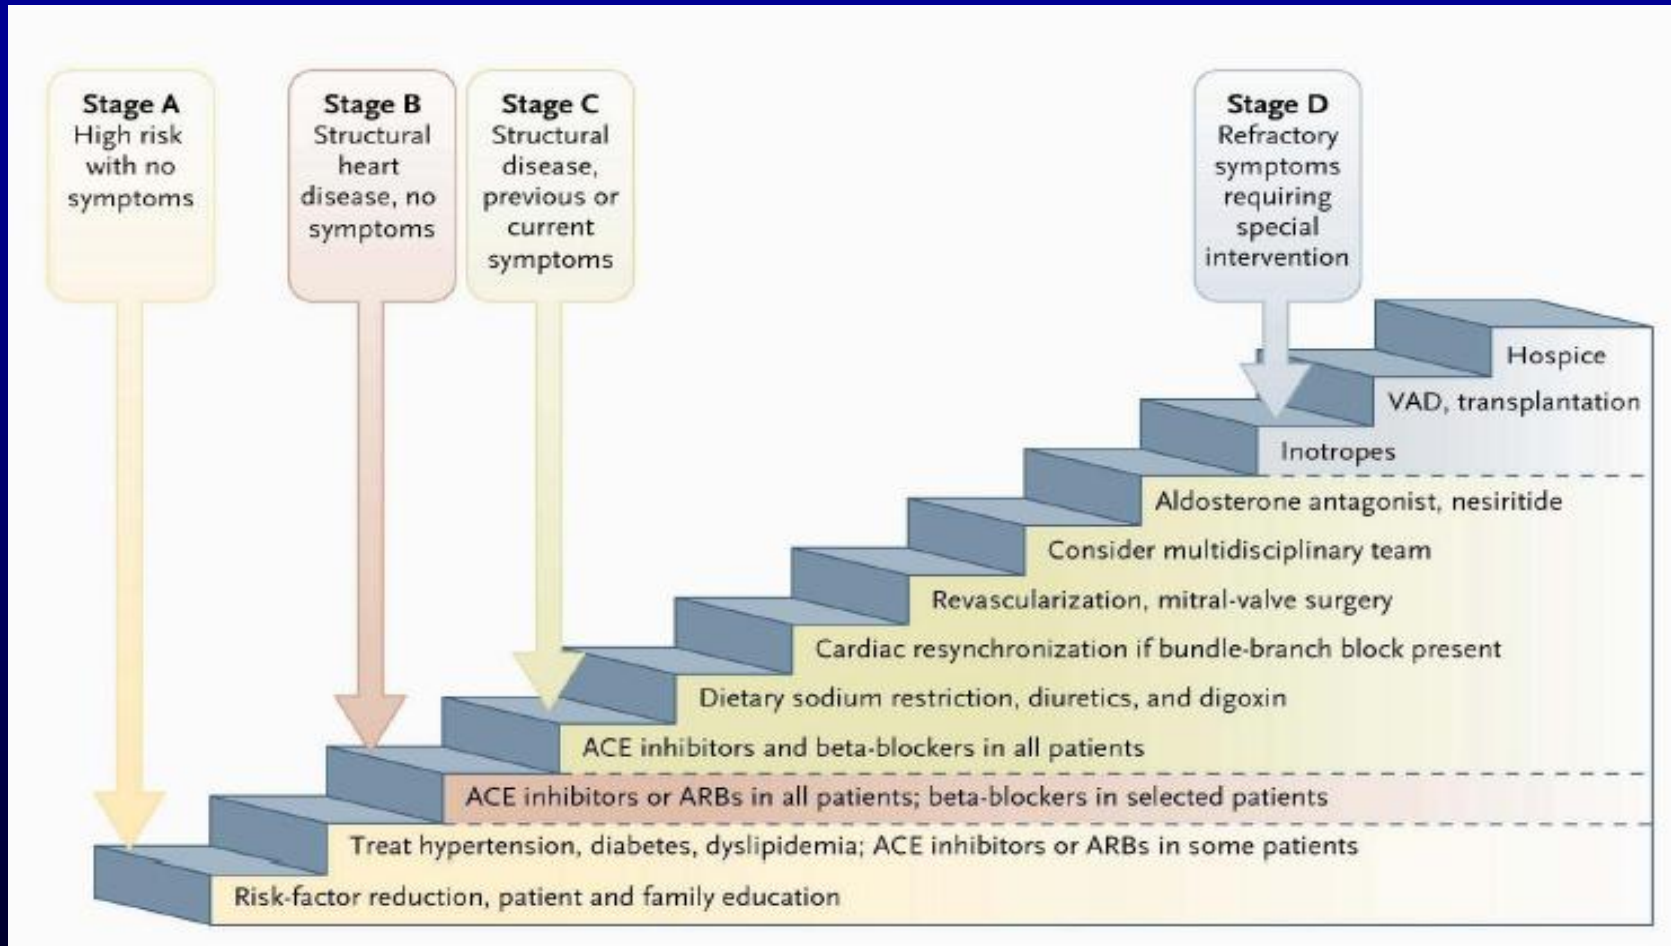 Stage A
High risk
with no
symptoms
Stage B
Structural
heart
disease, no
symptoms
Stage C
Structural
disease,
previous or
current
symptoms
Stage D
Refractory
symptoms
requiring
special
intervention
Hospice
VAD, transplantation
Inotropes
Aldosterone antagonist, nesiritide
Consider multidisciplinary team
Revascularization, mitral-valve surgery
Cardiac resynchronization if bundle-branch block present
Dietary sodium restriction, diuretics, and digoxin
ACE inhibitors and beta-blockers in all patients
ACE inhibitors or ARBs in all patients; beta-blockers in selected patients
Treat hypertension, diabetes, dyslipidemia; ACE inhibitors or ARBs in some patients
Risk-factor reduction, patient and family education